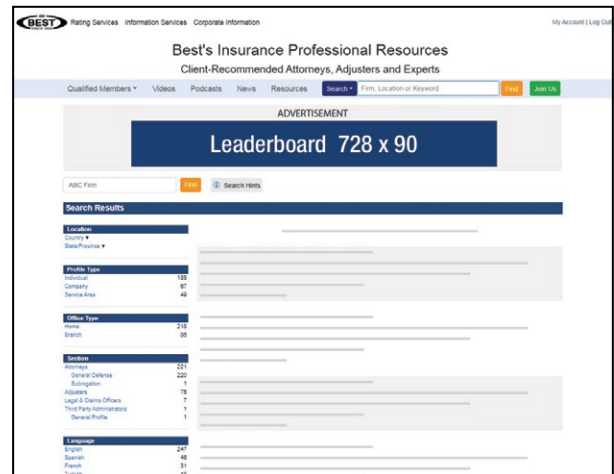 BEST
Rating Services Information Services Corporate Information
My Account | Log Out
Best's Insurance Professional Resources
Client-Recommended Attorneys, Adjusters and Experts
Qualified Members Videos Podcasts News Resources Search Firm, Location or Keyword Find Join Us
ADVERTISEMENT
Leaderboard 728 x 90
ABC Firm Find Search Hints
Search Results
Location
Country
State/Province
Profile Type
Individual 188
Company 67
Service Area 49
Office Type
Home 218
Branch 86
Section
Attorneys 221
General Defense 220
Subrogation 1
Adjusters 78
Legal & Claims Officers 7
Third Party Administrators 1
General Profile 1
Language
English 247
Spanish 48
French 31